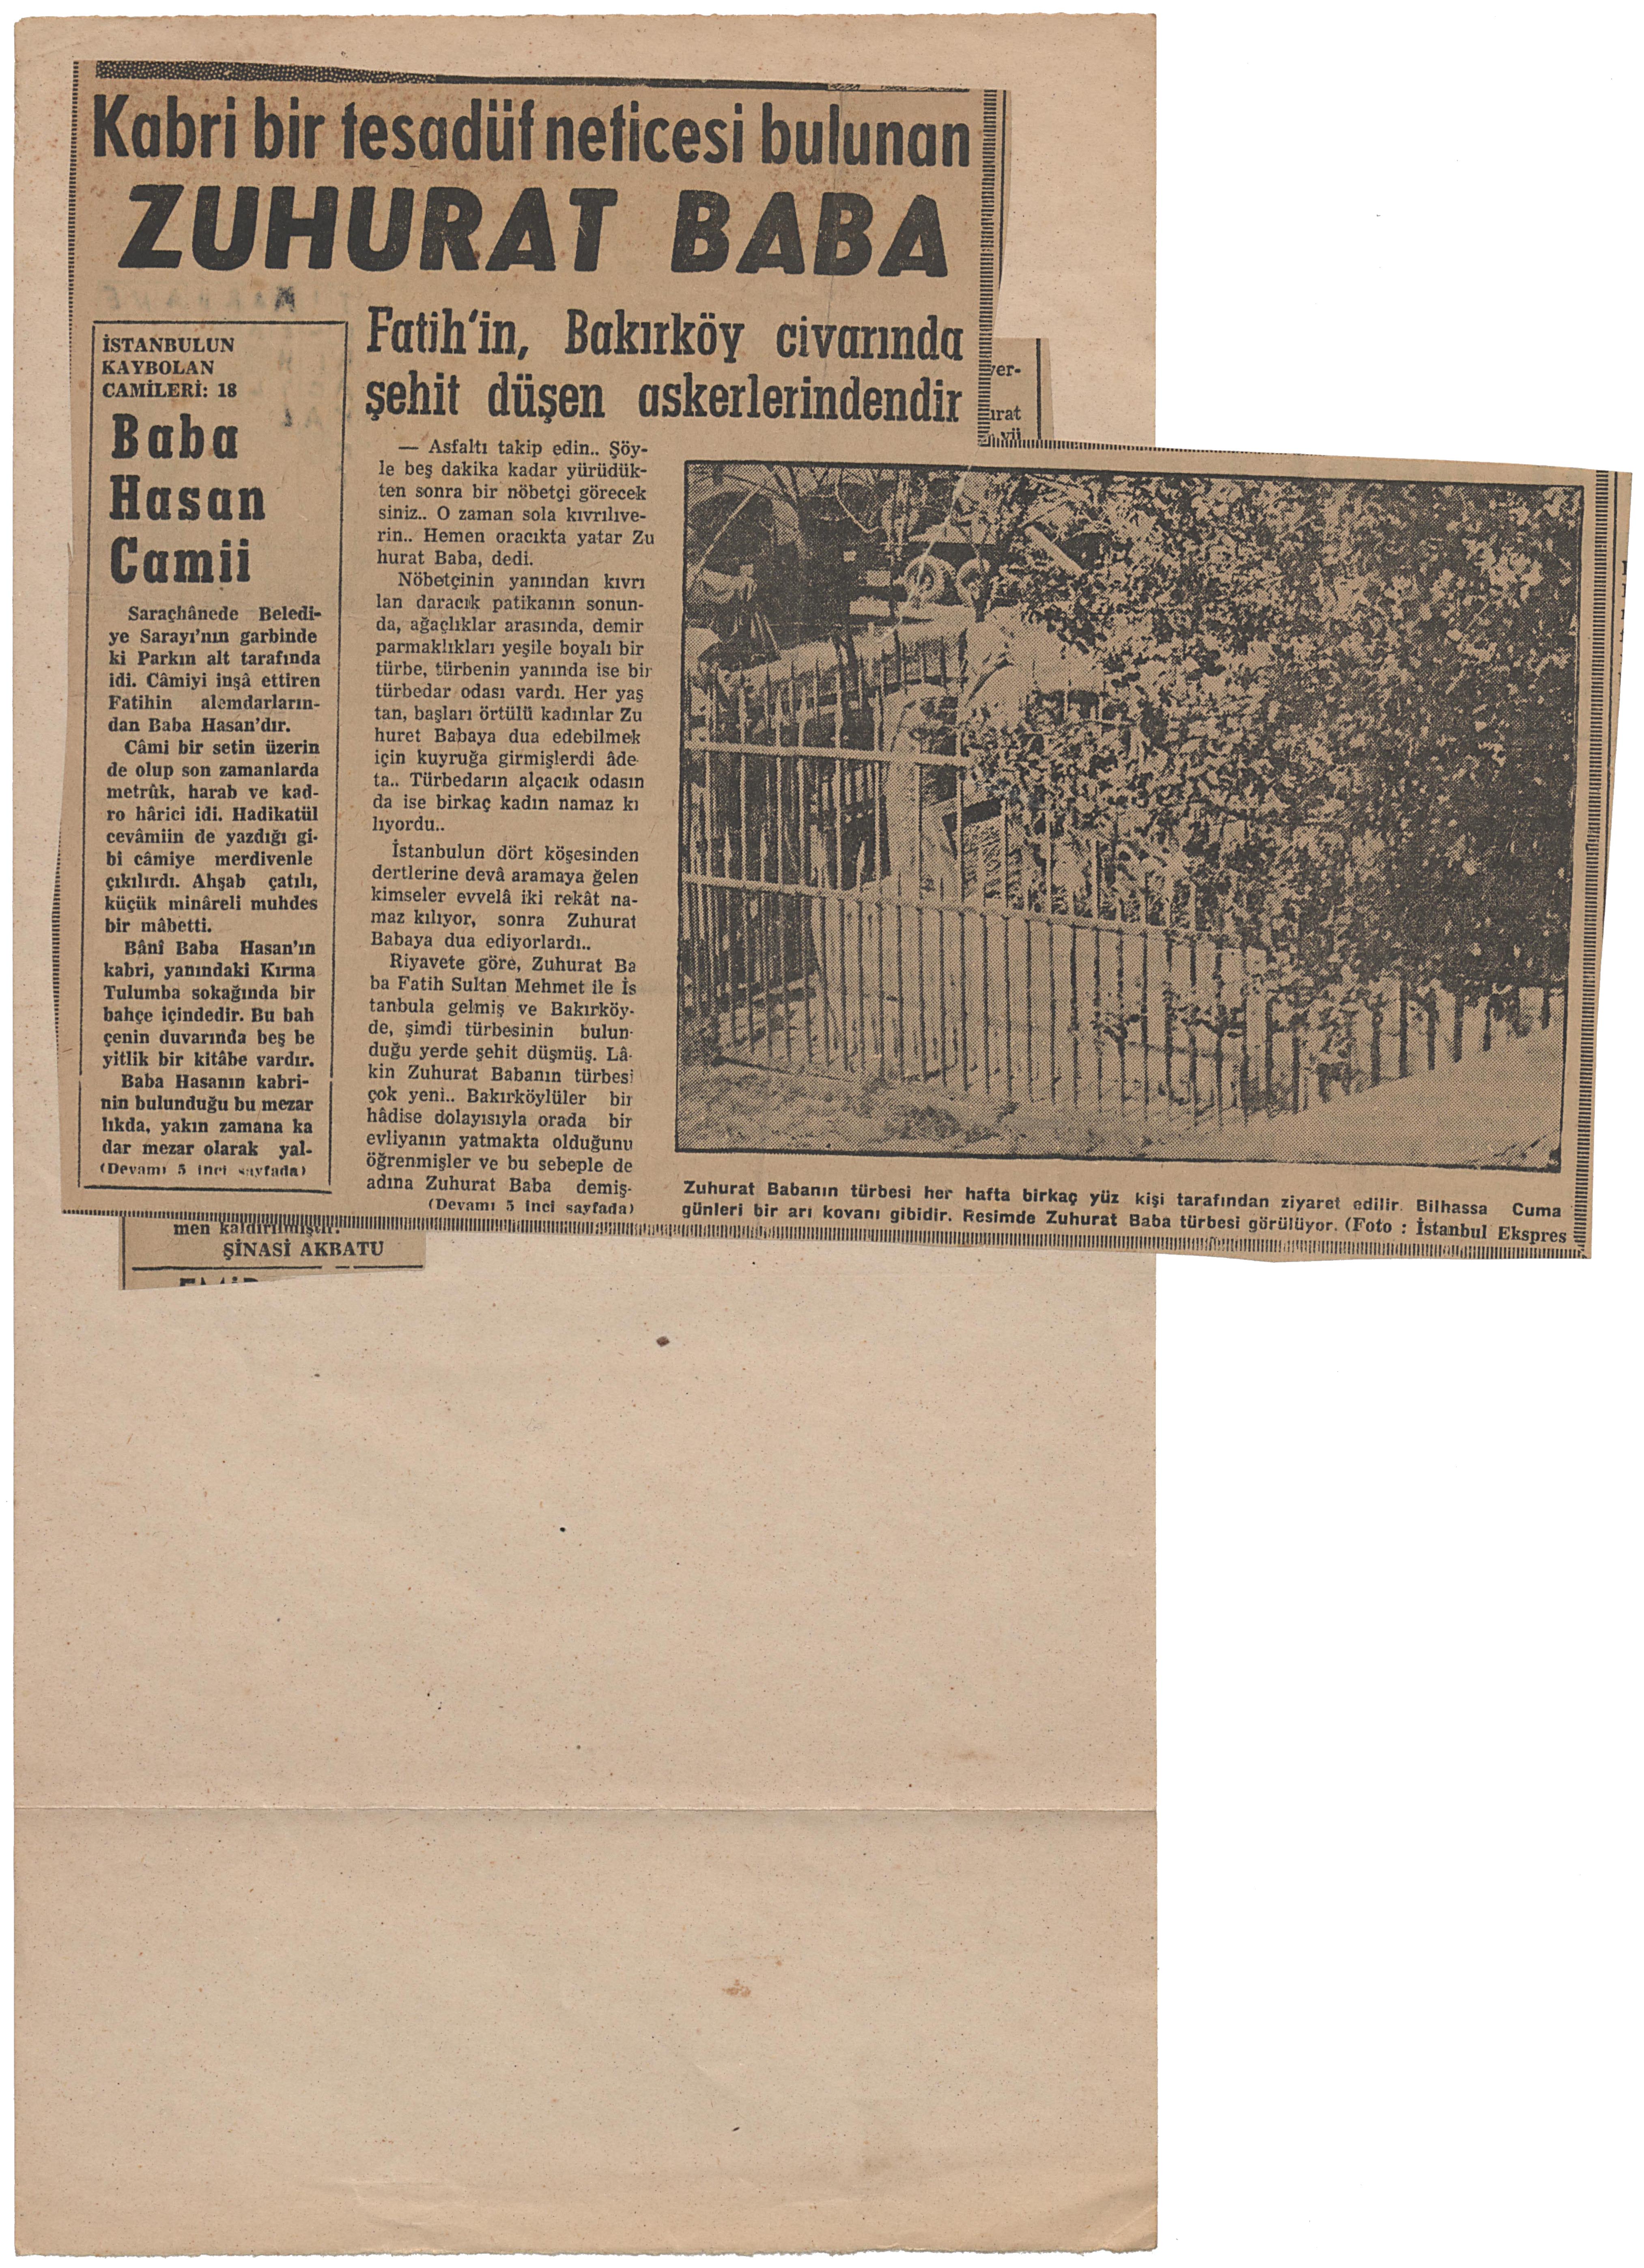 Kabri bir tesadüf neticesi bulunan
ZUHURAT BABA
Fatih'in, Bakırköy civarında
şehit düşen askerlerindendir
İSTANBULUN
KAYBOLAN
CAMİLERİ: 18
Baba
Hasan
Camii
Saraçhânede Beledi-
ye Sarayı'nın garbinde
ki Parkın alt tarafında
idi. Câmiyi inşâ ettiren
Fatihin alemdarların-
dan Baba Hasan'dır.
Câmi bir setin üzerin
de olup son zamanlarda
metrûk, harab ve kad-
ro hârici idi. Hadikatül
cevâmiin de yazdığı gi-
bi câmiye merdivenle
çıkılırdı. Ahşab çatılı,
küçük minâreli muhdes
bir mâbetti.
Bânî Baba Hasan'ın
kabri, yanındaki Kırma
Tulumba sokağında bir
bahçe içindedir. Bu bah
çenin duvarında beş be
yitlik bir kitâbe vardır.
Baba Hasanın kabri-
nin bulunduğu bu mezar
lıkda, yakın zamana ka
dar mezar olarak yal-
(Devamı 5 inci sayfada)
— Asfaltı takip edin.. Şöy-
le beş dakika kadar yürüdük-
ten sonra bir nöbetçi görecek
siniz.. O zaman sola kıvrılıve-
rin.. Hemen oracıkta yatar Zu
hurat Baba, dedi.
Nöbetçinin yanından kıvrı
lan daracık patikanın sonun-
da, ağaçlıklar arasında, demir
parmaklıkları yeşile boyalı bir
türbe, türbenin yanında ise bir
türbedar odası vardı. Her yaş
tan, başları örtülü kadınlar Zu
huret Babaya dua edebilmek
için kuyruğa girmişlerdi âde-
ta.. Türbedarın alçacık odasın
da ise birkaç kadın namaz kı
lıyordu..
İstanbulun dört köşesinden
dertlerine devâ aramaya gelen
kimseler evvelâ iki rekât na-
maz kılıyor, sonra Zuhurat
Babaya dua ediyorlardı..
Riyavete göre, Zuhurat Ba
ba Fatih Sultan Mehmet ile İs
tanbula gelmiş ve Bakırköy-
de, şimdi türbesinin bulun-
duğu yerde şehit düşmüş. Lâ-
kin Zuhurat Babanın türbesi
çok yeni.. Bakırköylüler bir
hâdise dolayısıyla orada bir
evliyanın yatmakta olduğunu
öğrenmişler ve bu sebeple de
adına Zuhurat Baba demiş-
(Devamı 5 inci sayfada)
Zuhurat Babanın türbesi her hafta birkaç yüz kişi tarafından ziyaret edilir. Bilhassa Cuma
günleri bir arı kovanı gibidir. Resimde Zuhurat Baba türbesi görülüyor. (Foto : İstanbul Ekspres
men kaldırılmıştır.
ŞİNASİ AKBATU